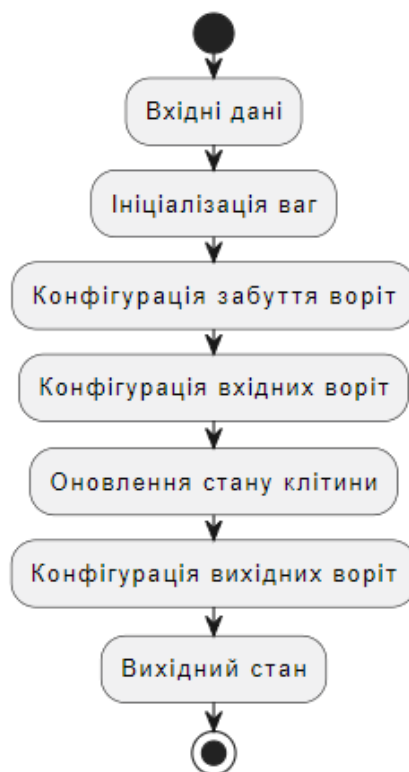 Вхідні дані
Ініціалізація ваг
Конфігурація забуття воріт
Конфігурація вхідних воріт
Оновлення стану клітини
Конфігурація вихідних воріт
Вихідний стан